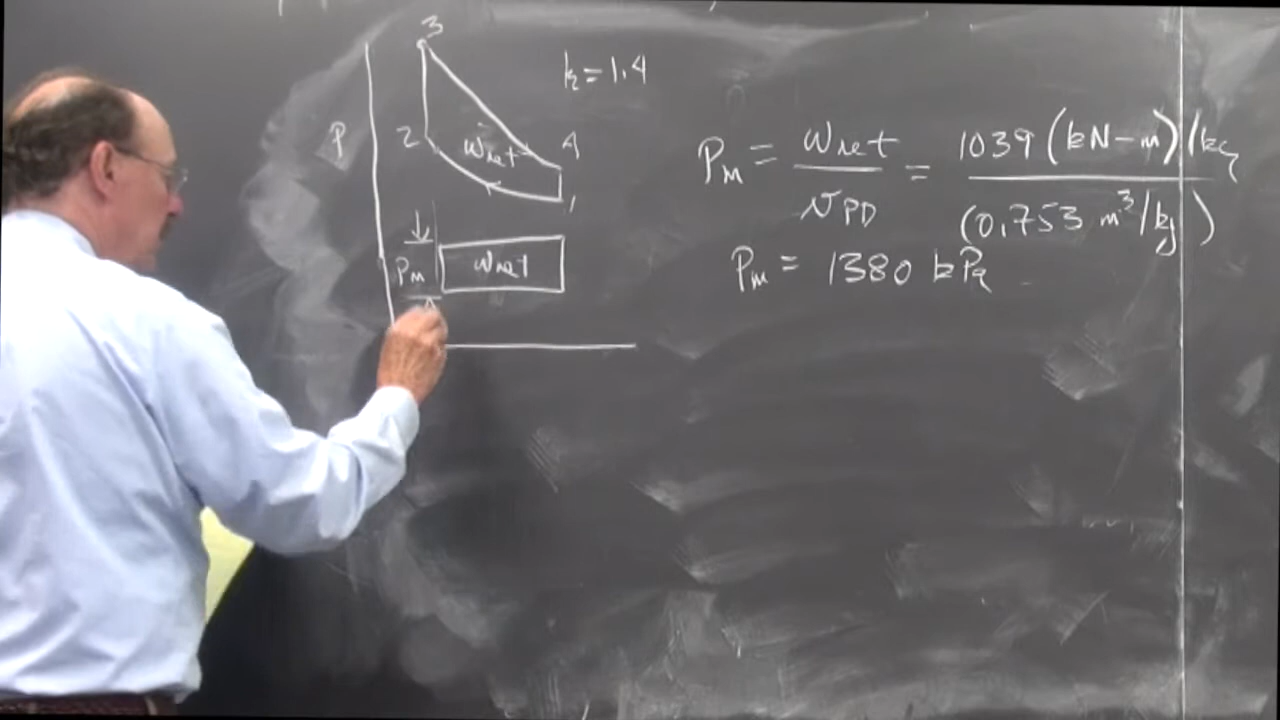 3
k = 1.4
P
2
Wnet
4
1
Pm = Wnet / vPD = 1039 (kN-m)/kg / (0.753 m³/kg)
Pm
Wnet
Pm = 1380 kPa